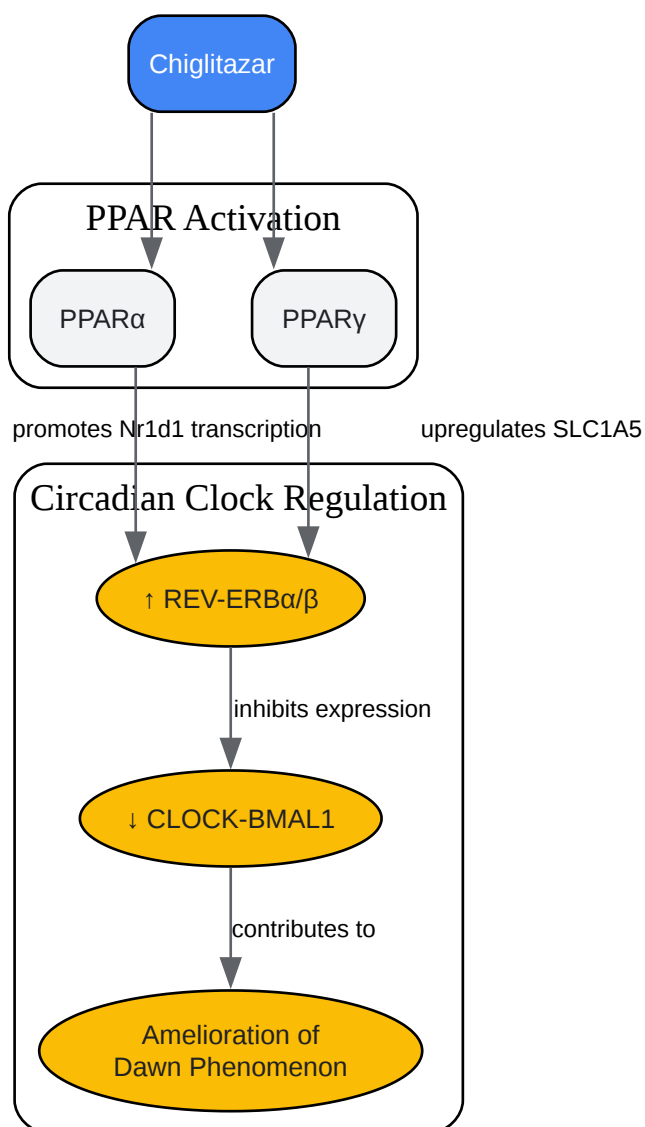 Chiglitazar
PPAR Activation
PPARα
PPARγ
promotes Nr1d1 transcription
upregulates SLC1A5
Circadian Clock Regulation
↑ REV-ERBα/β
inhibits expression
↓ CLOCK-BMAL1
contributes to
Amelioration of
Dawn Phenomenon